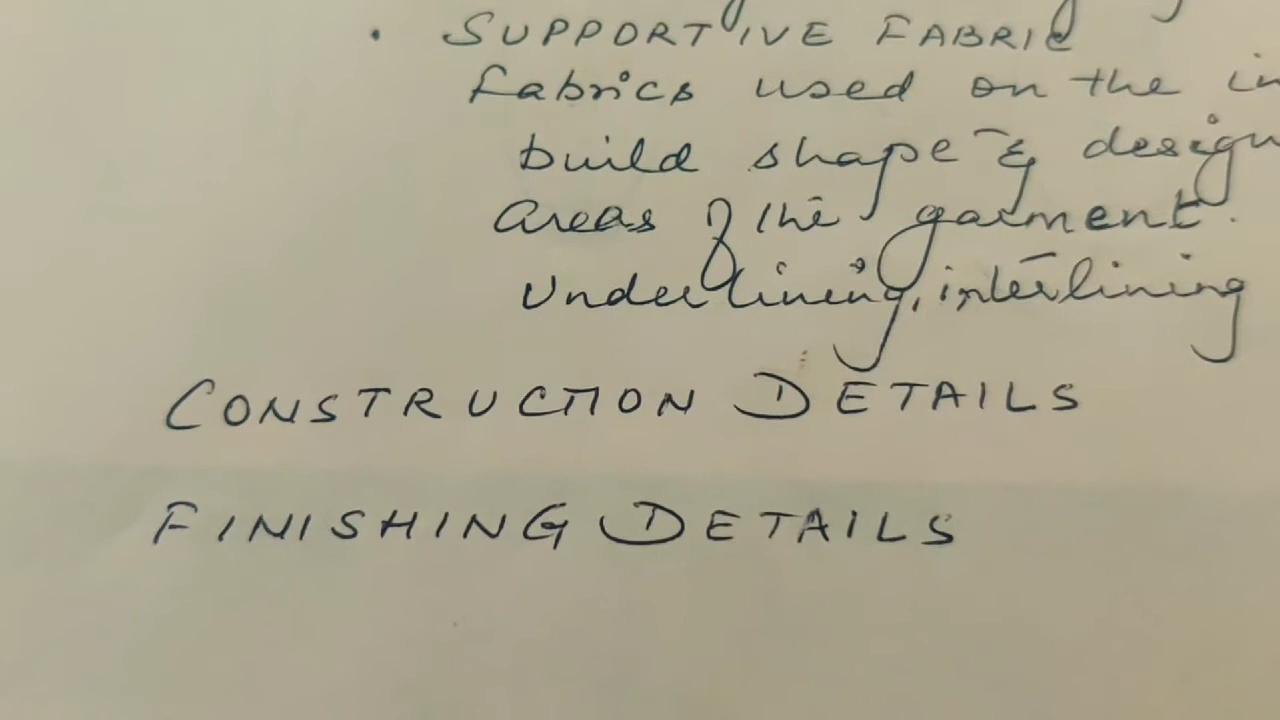 • SUPPORTIVE FABRIC
fabrics used on the
build shape & design
areas of the garment.
Underlining, interlining
CONSTRUCTION DETAILS
FINISHING DETAILS